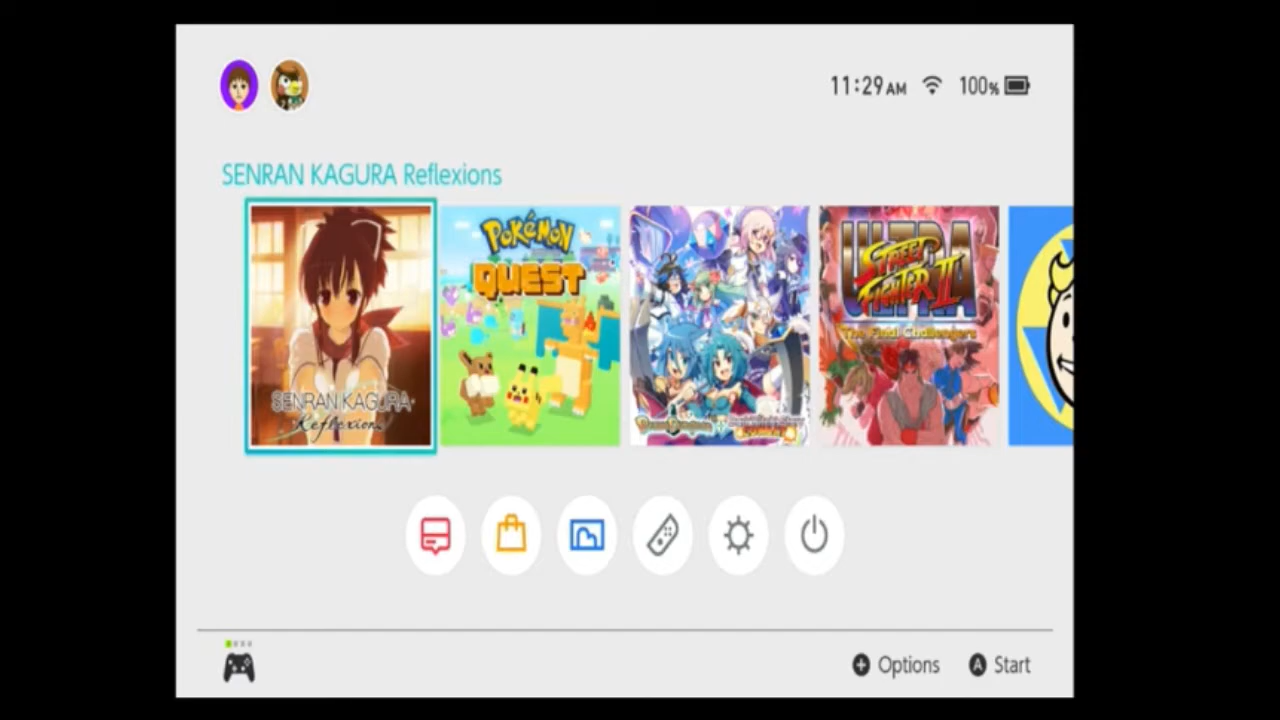 11:29 AM 100%
SENRAN KAGURA Reflexions
SENRAN KAGURA
Reflexions
POKÉMON
QUEST
ULTRA
STREET
FIGHTER II
The Final Challengers
Options
A Start